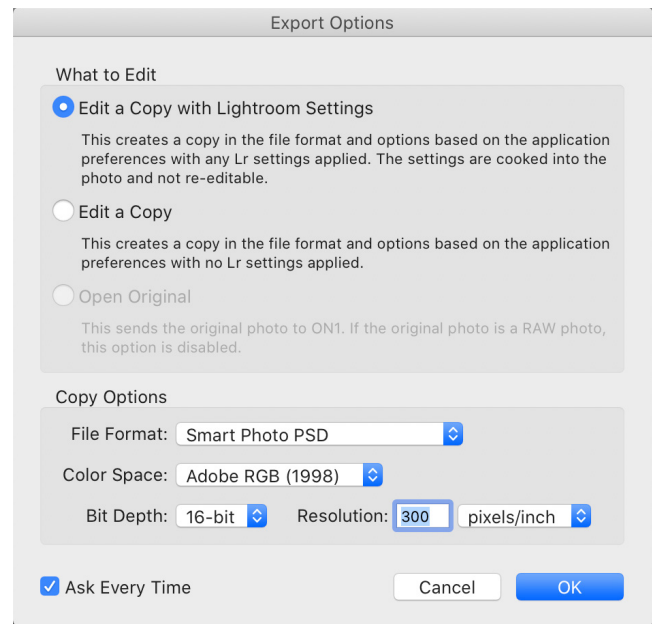 Export Options
What to Edit
Edit a Copy with Lightroom Settings
This creates a copy in the file format and options based on the application
preferences with any Lr settings applied. The settings are cooked into the
photo and not re-editable.
Edit a Copy
This creates a copy in the file format and options based on the application
preferences with no Lr settings applied.
Open Original
This sends the original photo to ON1. If the original photo is a RAW photo,
this option is disabled.
Copy Options
File Format: Smart Photo PSD
Color Space: Adobe RGB (1998)
Bit Depth: 16-bit Resolution: 300 pixels/inch
Ask Every Time Cancel OK